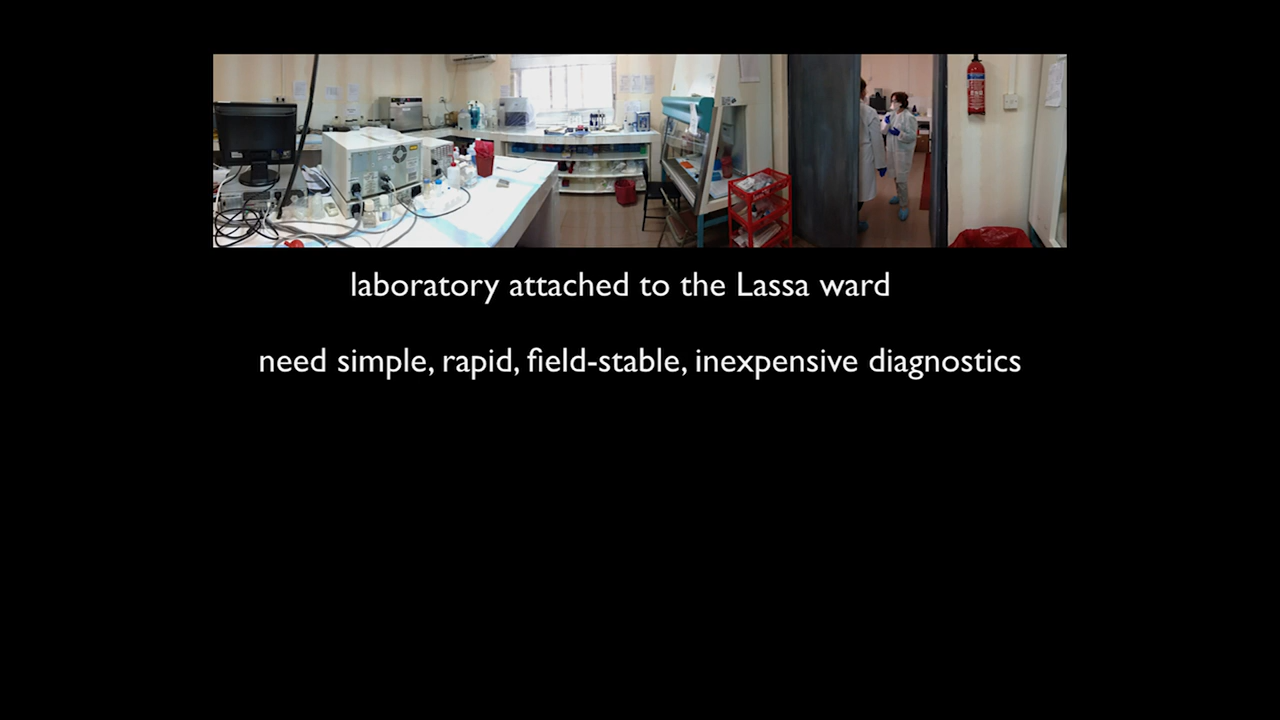 laboratory attached to the Lassa ward
need simple, rapid, field-stable, inexpensive diagnostics